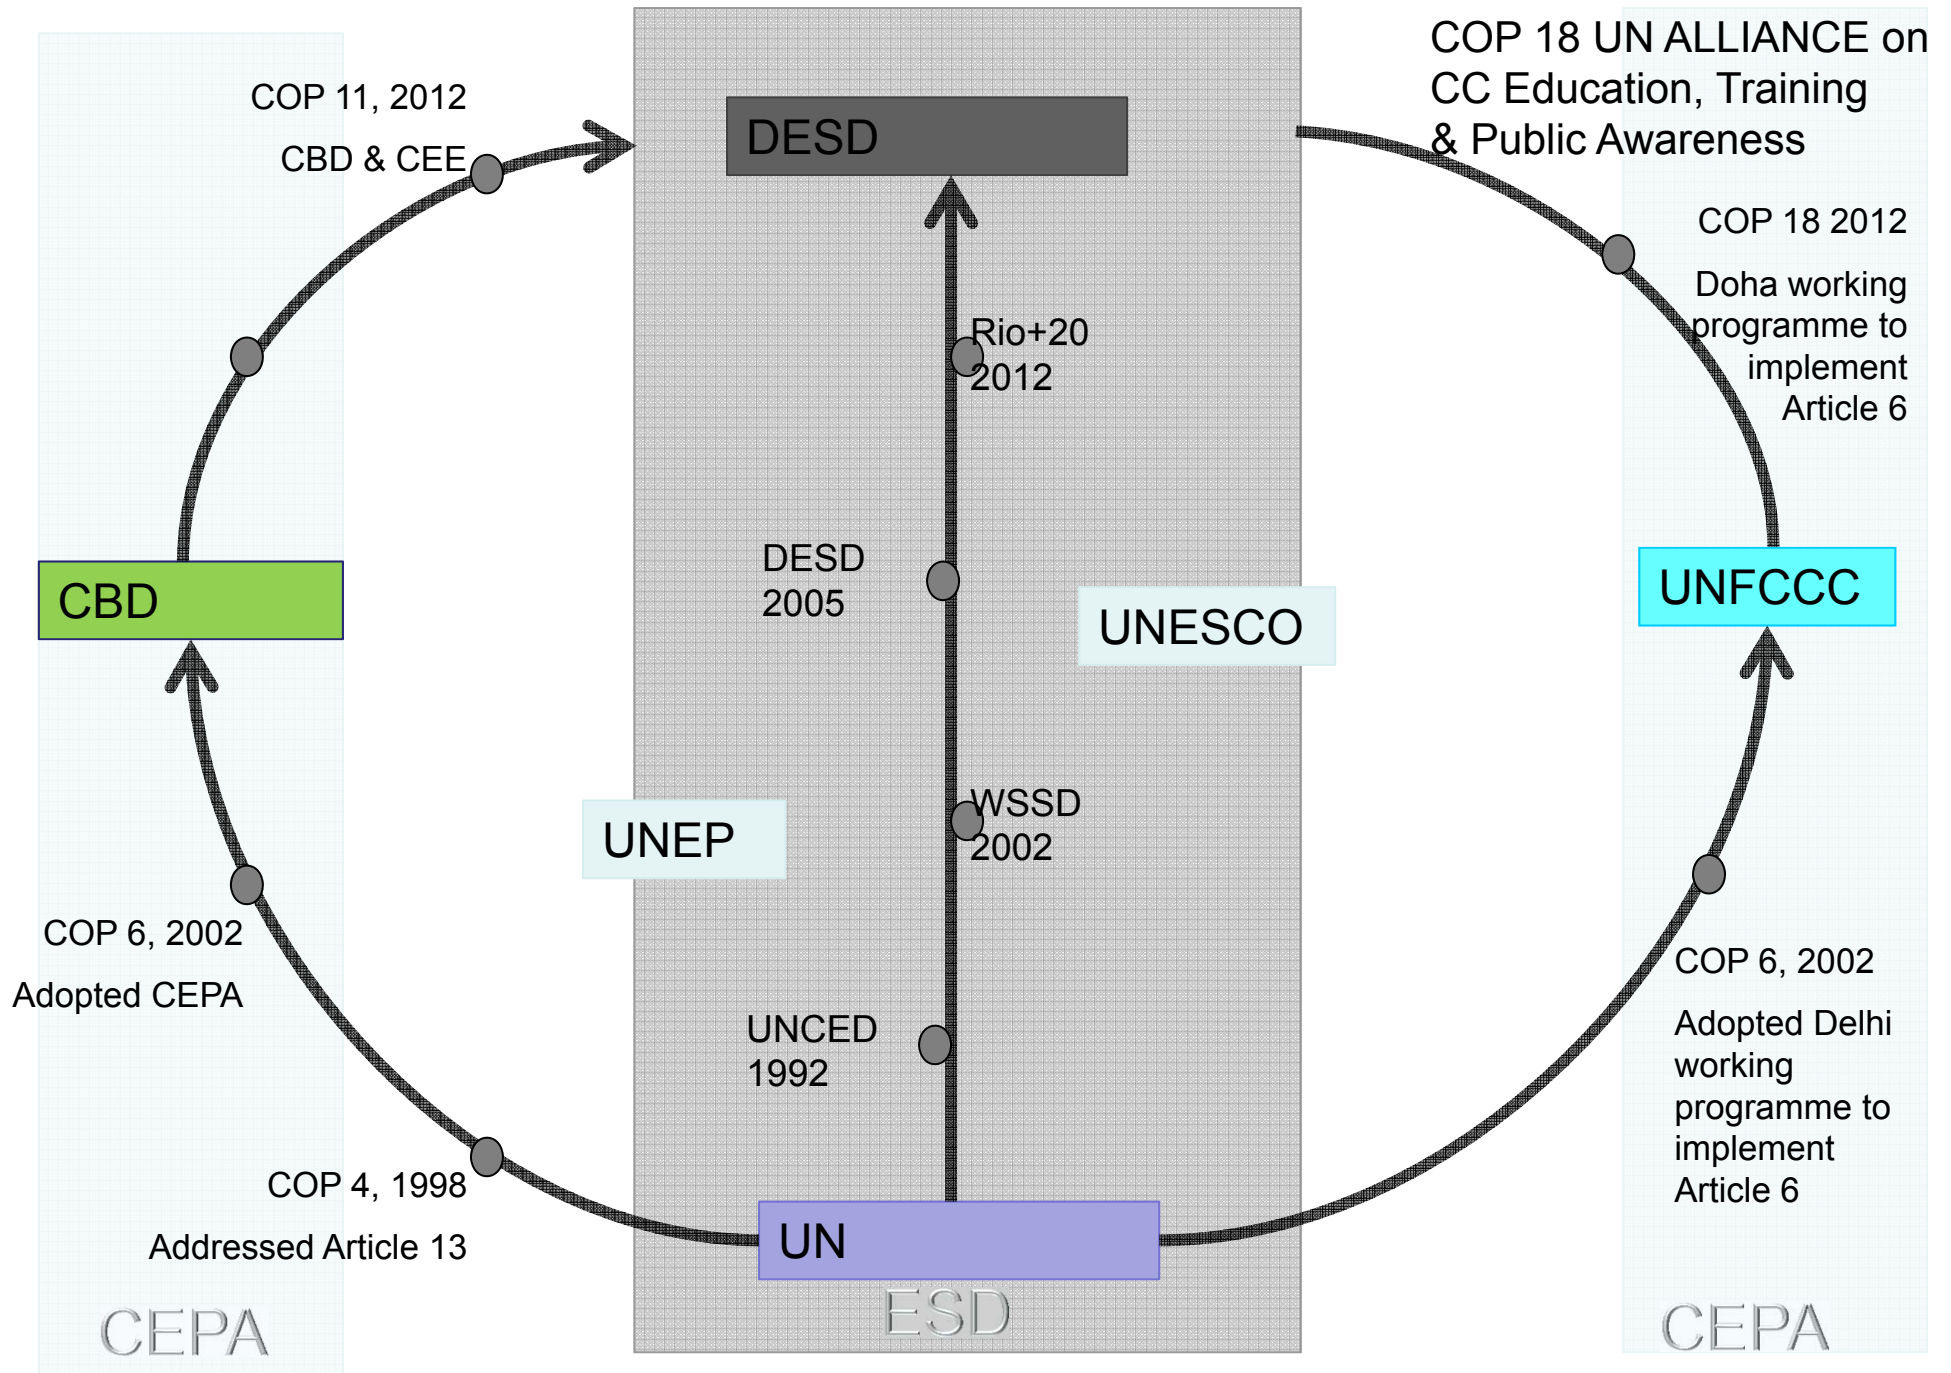 COP 18 UN ALLIANCE on
CC Education, Training
& Public Awareness
COP 11, 2012
CBD & CEE
DESD
COP 18 2012
Doha working
programme to
implement
Article 6
Rio+20
2012
DESD
2005
CBD
UNESCO
UNFCCC
WSSD
2002
UNEP
COP 6, 2002
Adopted CEPA
COP 6, 2002
Adopted Delhi
working
programme to
implement
Article 6
UNCED
1992
COP 4, 1998
Addressed Article 13
UN
CEPA
ESD
CEPA